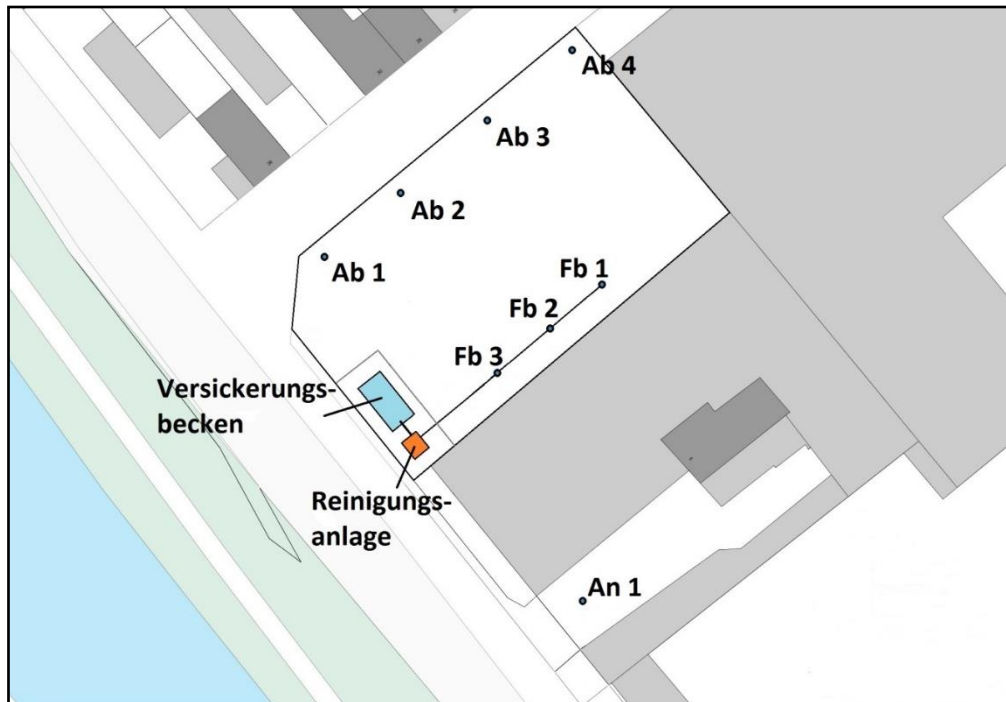 Ab 4
Ab 3
Ab 2
Ab 1
Fb 1
Fb 2
Fb 3
Versickerungs-
becken
Reinigungs-
anlage
An 1